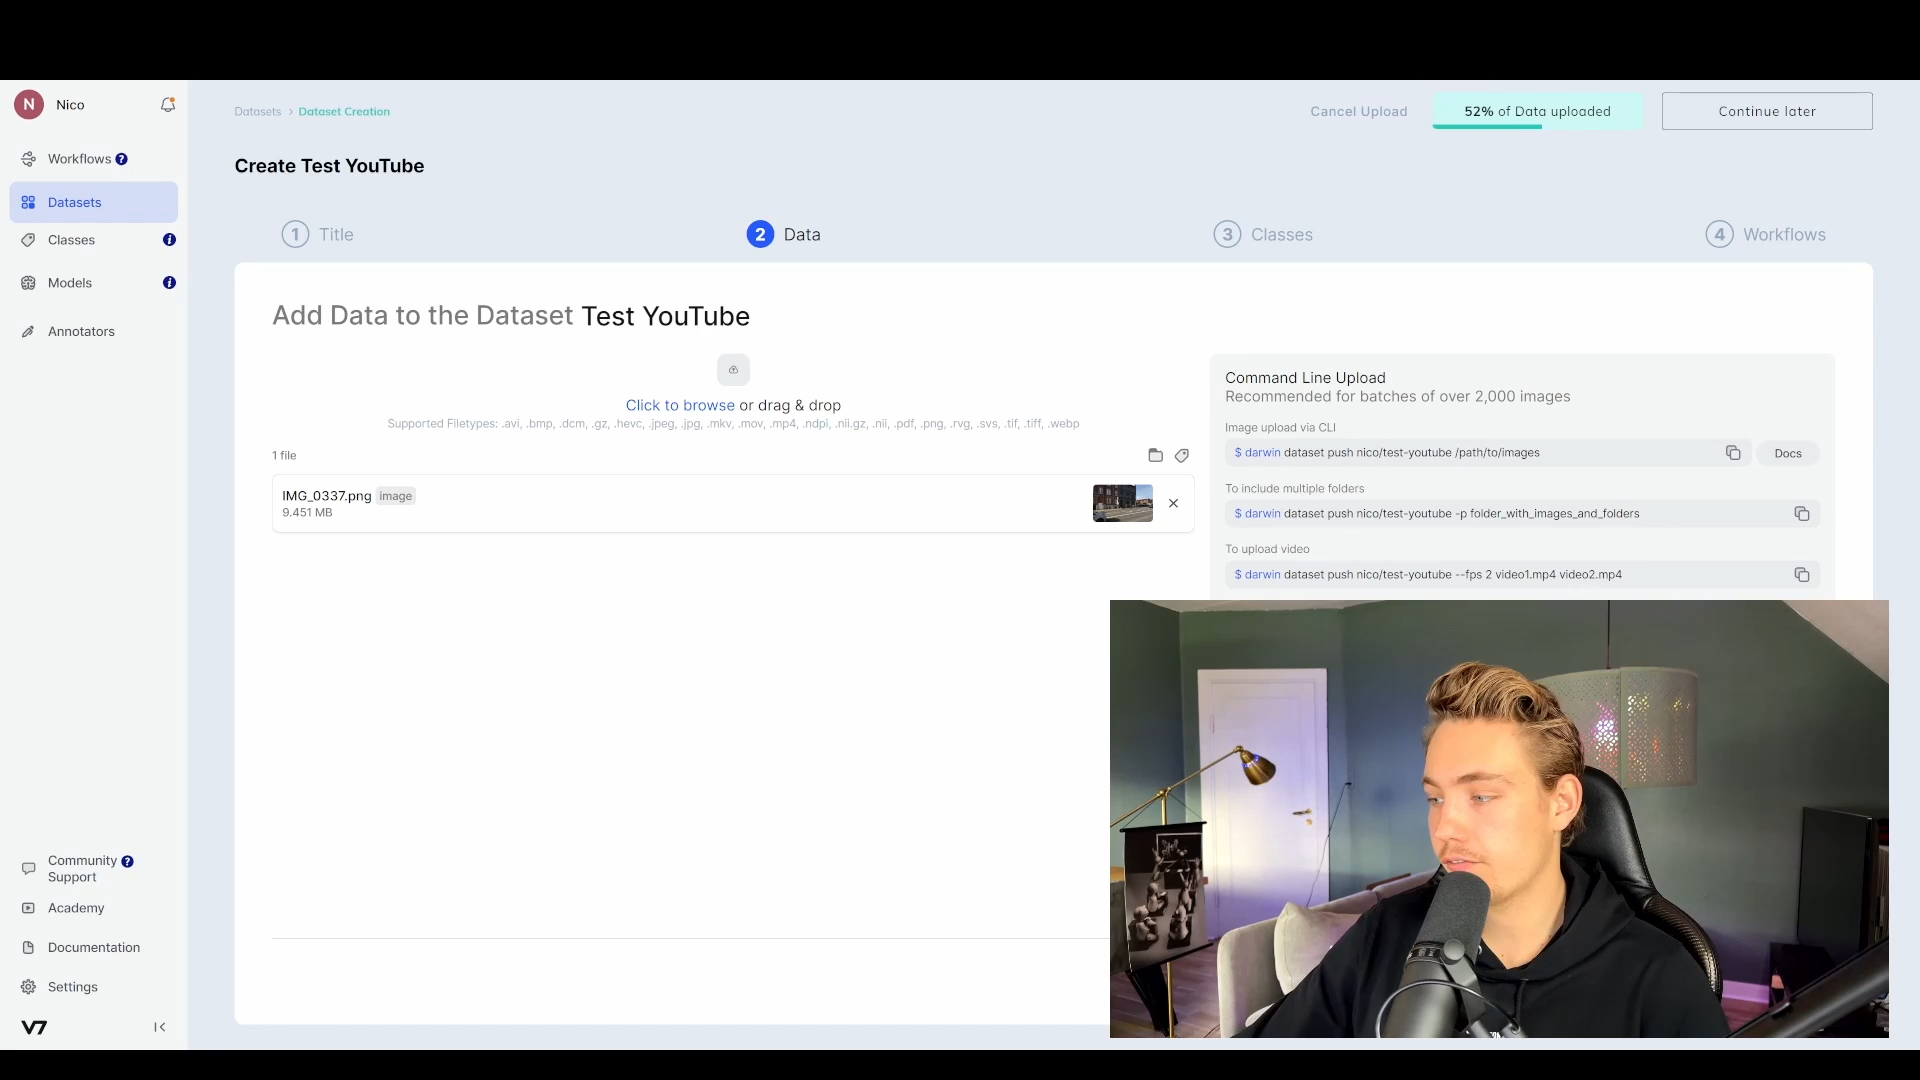 N Nico
Workflows ?
Datasets
Classes i
Models i
Annotators
Community ?
Support
Academy
Documentation
Settings
V7
Datasets > Dataset Creation
Cancel Upload
52% of Data uploaded
Continue later
Create Test YouTube
1 Title
2 Data
3 Classes
4 Workflows
Add Data to the Dataset Test YouTube
Click to browse or drag & drop
Supported Filetypes: .avi, .bmp, .dcm, .gz, .hevc, .jpeg, .jpg, .mkv, .mov, .mp4, .ndpi, .nii.gz, .nii, .pdf, .png, .rvg, .svs, .tif, .tiff, .webp
1 file
IMG_0337.png image
9.451 MB
Command Line Upload
Recommended for batches of over 2,000 images
Image upload via CLI
$ darwin dataset push nico/test-youtube /path/to/images
Docs
To include multiple folders
$ darwin dataset push nico/test-youtube -p folder_with_images_and_folders
To upload video
$ darwin dataset push nico/test-youtube --fps 2 video1.mp4 video2.mp4